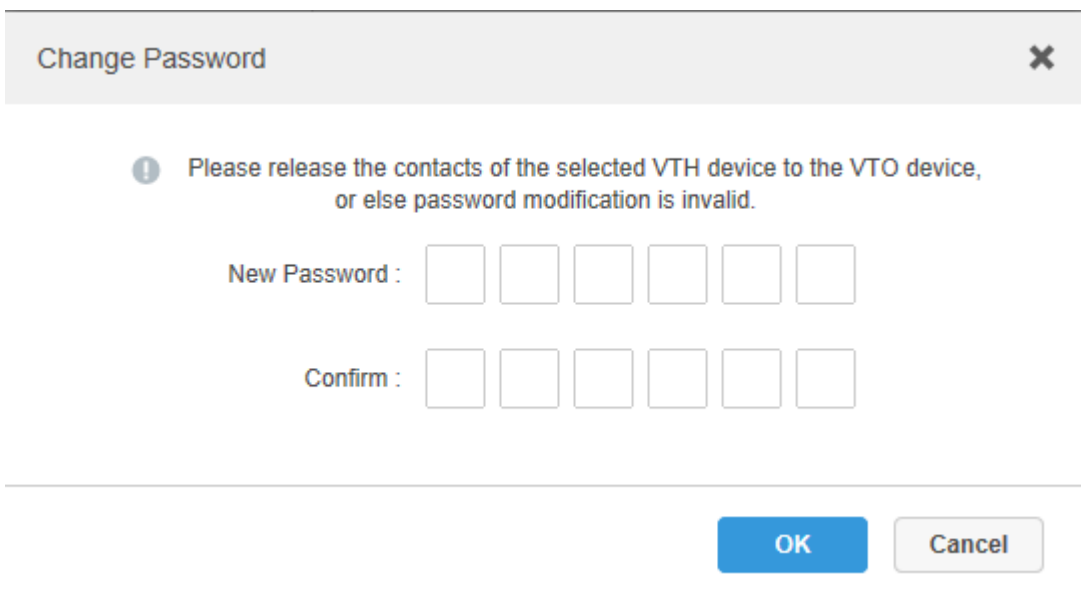 Change Password
Please release the contacts of the selected VTH device to the VTO device,
or else password modification is invalid.
New Password :
Confirm :
OK Cancel